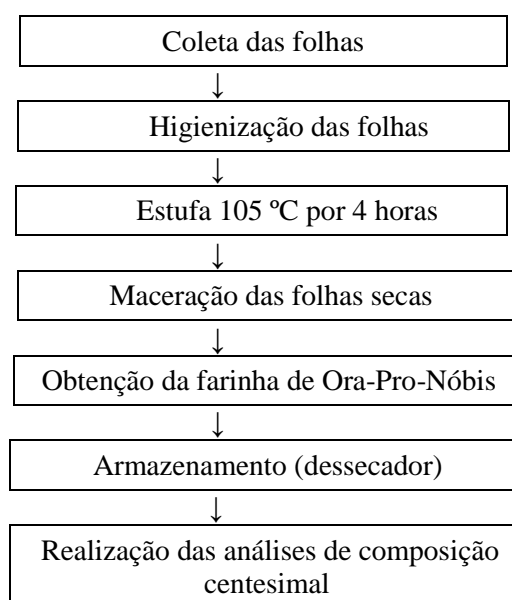 Coleta das folhas
↓
Higienização das folhas
↓
Estufa 105 ºC por 4 horas
↓
Maceração das folhas secas
↓
Obtenção da farinha de Ora-Pro-Nóbis
↓
Armazenamento (dessecador)
↓
Realização das análises de composição
centesimal